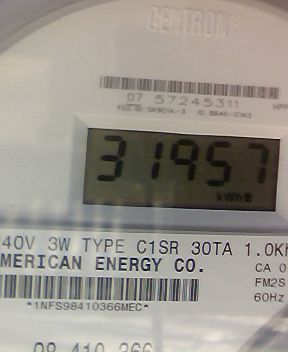 CENTRON®
07 57245311
31957
kWh
40V 3W TYPE C1SR 30TA 1.0K
MERICAN ENERGY CO.
CA 0
FM2S
*1NFS98410366MEC*
60Hz
98 410 366